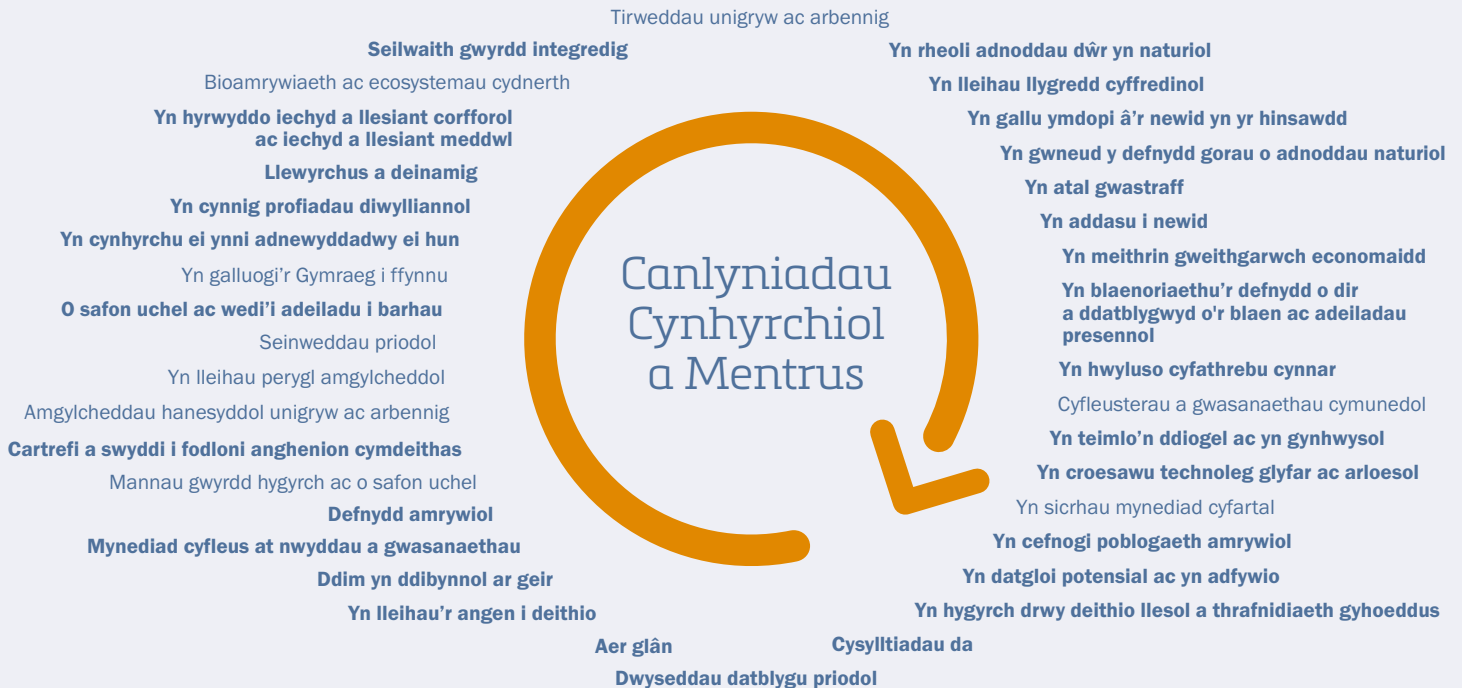 Tirweddau unigryw ac arbennig
Seilwaith gwyrdd integredig
Bioamrywiaeth ac ecosystemau cydnerth
Yn hyrwyddo iechyd a llesiant corfforol
ac iechyd a llesiant meddwl
Llewyrchus a deinamig
Yn cynnig profiadau diwylliannol
Yn cynhyrchu ei ynni adnewyddadwy ei hun
Yn galluogi'r Gymraeg i ffynnu
O safon uchel ac wedi'i adeiladu i barhau
Seinweddau priodol
Yn lleihau perygl amgylcheddol
Amgylcheddau hanesyddol unigryw ac arbennig
Cartrefi a swyddi i fodloni anghenion cymdeithas
Mannau gwyrdd hygyrch ac o safon uchel
Defnydd amrywiol
Mynediad cyfleus at nwyddau a gwasanaethau
Ddim yn ddibynnol ar geir
Yn lleihau'r angen i deithio
Aer glân
Dwyseddau datblygu priodol
Canlyniadau
Cynhyrchiol
a Mentrus
Yn rheoli adnoddau dŵr yn naturiol
Yn lleihau llygredd cyffredinol
Yn gallu ymdopi â'r newid yn yr hinsawdd
Yn gwneud y defnydd gorau o adnoddau naturiol
Yn atal gwastraff
Yn addasu i newid
Yn meithrin gweithgarwch economaidd
Yn blaenoriaethu'r defnydd o dir
a ddatblygwyd o'r blaen ac adeiladau
presennol
Yn hwyluso cyfathrebu cynnar
Cyfleusterau a gwasanaethau cymunedol
Yn teimlo'n ddiogel ac yn gynhwysol
Yn croesawu technoleg glyfar ac arloesol
Yn sicrhau mynediad cyfartal
Yn cefnogi poblogaeth amrywiol
Yn datgloi potensial ac yn adfywio
Yn hygyrch drwy deithio llesol a thrafnidiaeth gyhoeddus
Cysylltiadau da